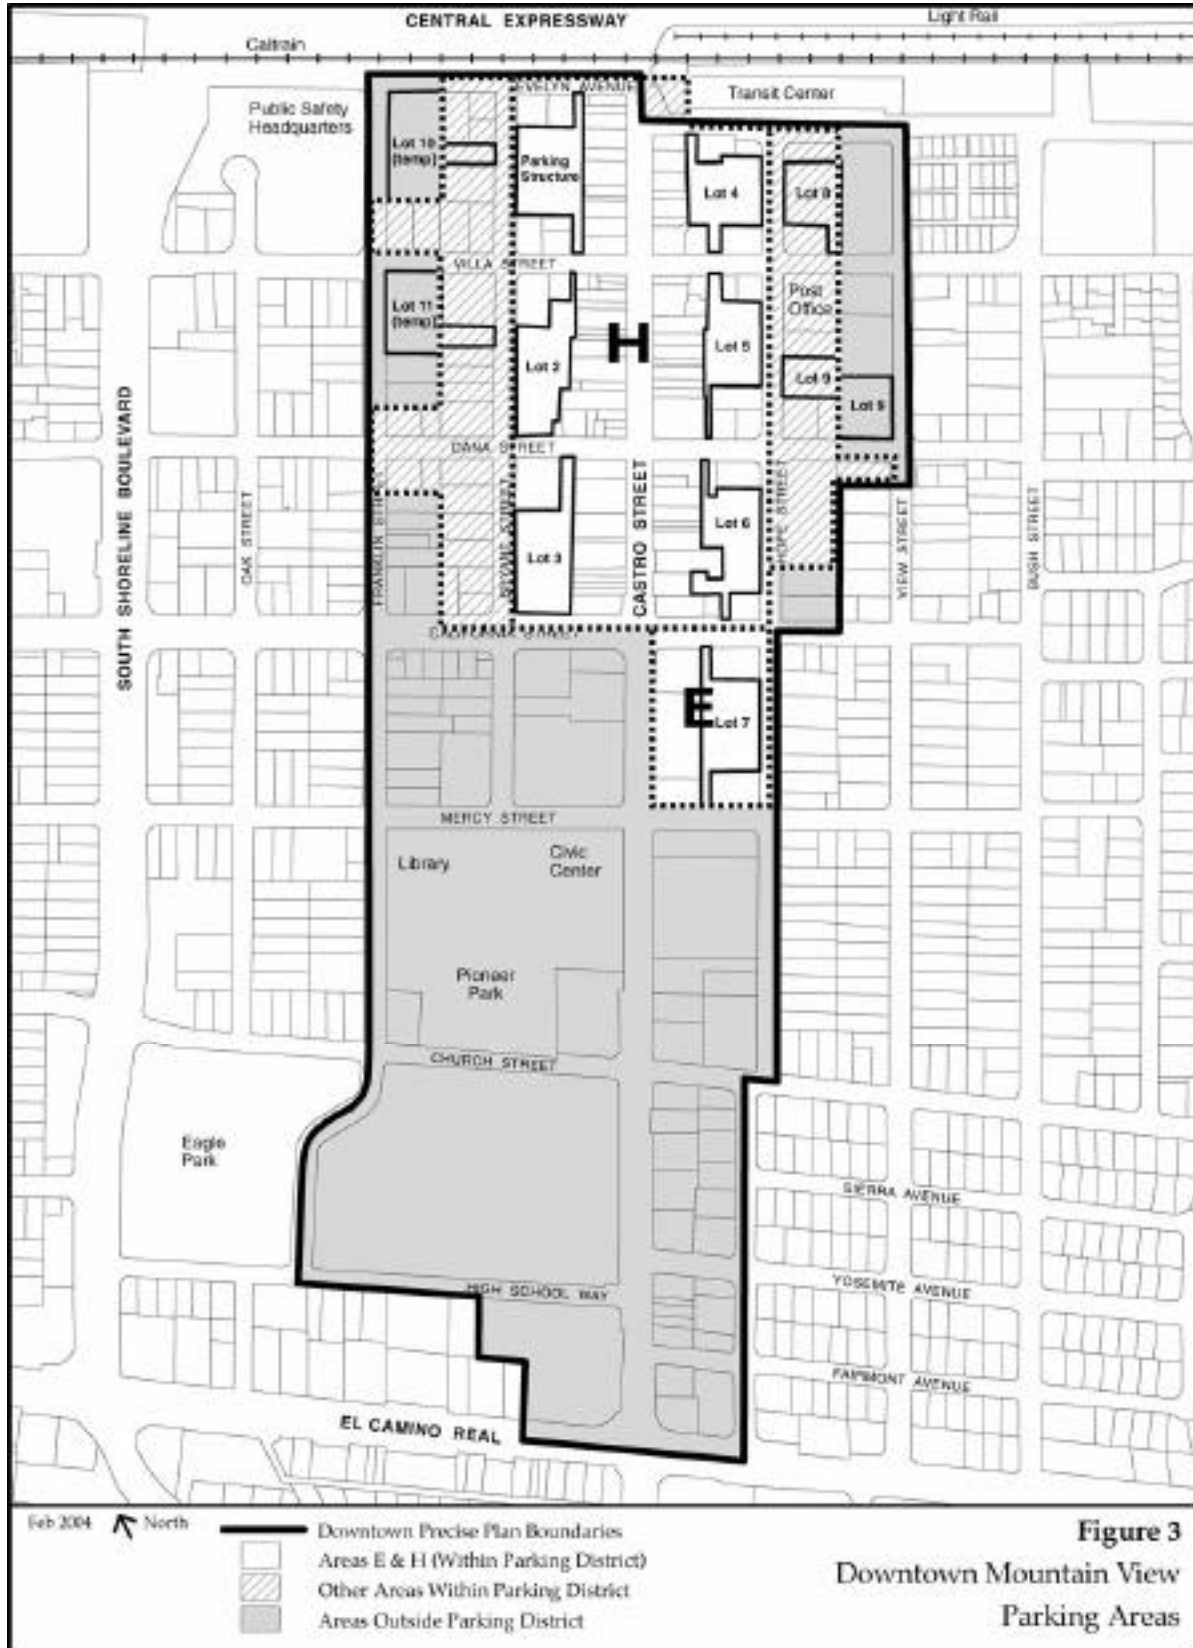 CENTRAL EXPRESSWAY
Light Rail
Caltrain
EVELYN AVENUE
Transit Center
Public Safety
Headquarters
Lot 10
(temp)
Parking
Structure
Lot 4
Lot 8
VILLA STREET
Lot 11
(temp)
Post
Office
H
Lot 2
Lot 5
Lot 9
Lot 9
DANA STREET
SOUTH SHORELINE BOULEVARD
OAK STREET
FRANKLIN STREET
BRYANT STREET
CASTRO STREET
HOPE STREET
VIEW STREET
BUSH STREET
Lot 3
Lot 6
CALIFORNIA STREET
E
Lot 7
MERCY STREET
Library
Civic
Center
Pioneer
Park
CHURCH STREET
Eagle
Park
SIERRA AVENUE
HIGH SCHOOL WAY
YOSEMITE AVENUE
FAIRMONT AVENUE
EL CAMINO REAL
Feb 2004
North
Downtown Precise Plan Boundaries
Areas E & H (Within Parking District)
Other Areas Within Parking District
Areas Outside Parking District
Figure 3
Downtown Mountain View
Parking Areas